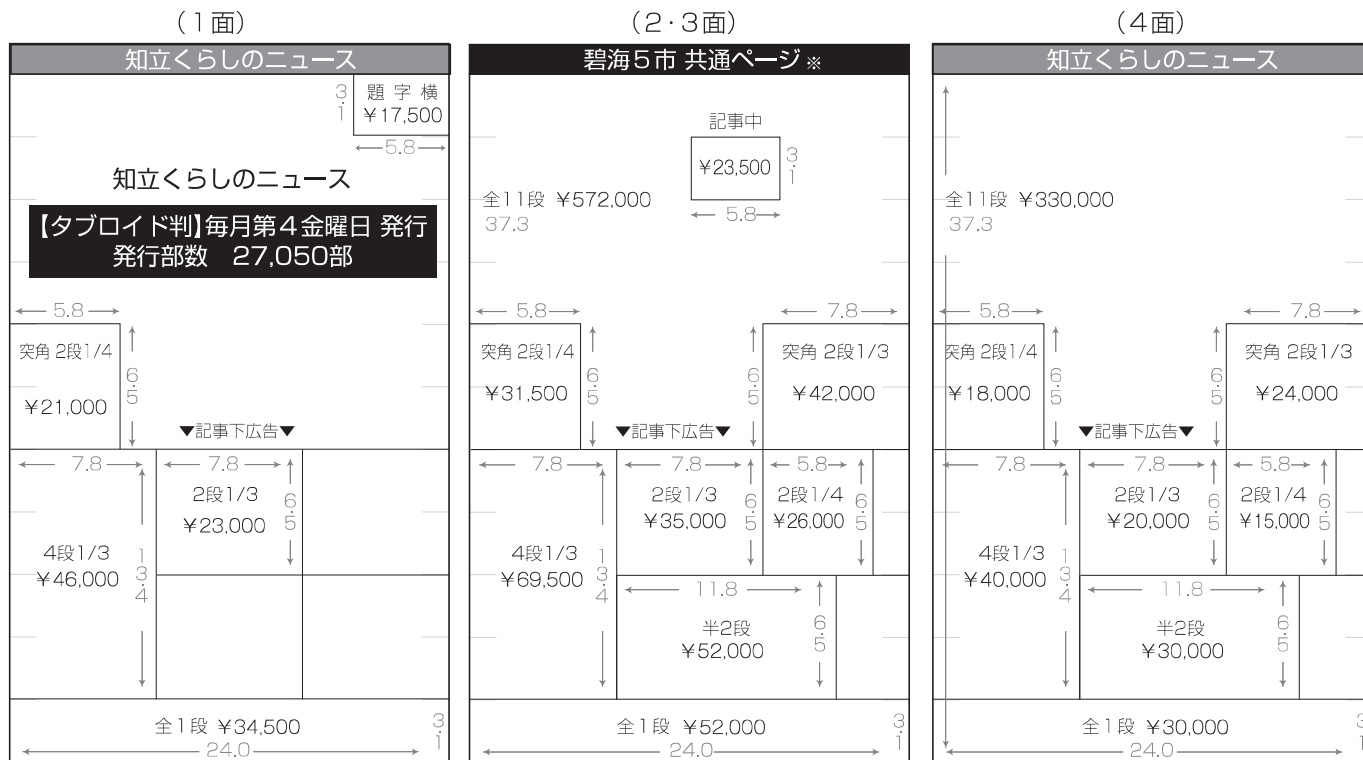 (1面)
知立くらしのニュース
題字横
¥17,500
3.1
5.8
知立くらしのニュース
【タブロイド判】毎月第4金曜日 発行
発行部数 27,050部
5.8
突角 2段1/4
¥21,000
6.5
▼記事下広告▼
7.8
4段1/3
¥46,000
13.4
7.8
2段1/3
¥23,000
6.5
全1段 ¥34,500
24.0
3.1
(2・3面)
碧海5市 共通ページ※
記事中
¥23,500
3.1
5.8
全11段 ¥572,000
37.3
5.8
突角 2段1/4
¥31,500
6.5
7.8
突角 2段1/3
¥42,000
6.5
▼記事下広告▼
7.8
4段1/3
¥69,500
13.4
7.8
2段1/3
¥35,000
6.5
5.8
2段1/4
¥26,000
6.5
11.8
半2段
¥52,000
6.5
全1段 ¥52,000
24.0
3.1
(4面)
知立くらしのニュース
全11段 ¥330,000
37.3
5.8
突角 2段1/4
¥18,000
6.5
7.8
突角 2段1/3
¥24,000
6.5
▼記事下広告▼
7.8
4段1/3
¥40,000
13.4
7.8
2段1/3
¥20,000
6.5
5.8
2段1/4
¥15,000
6.5
11.8
半2段
¥30,000
6.5
全1段 ¥30,000
24.0
3.1